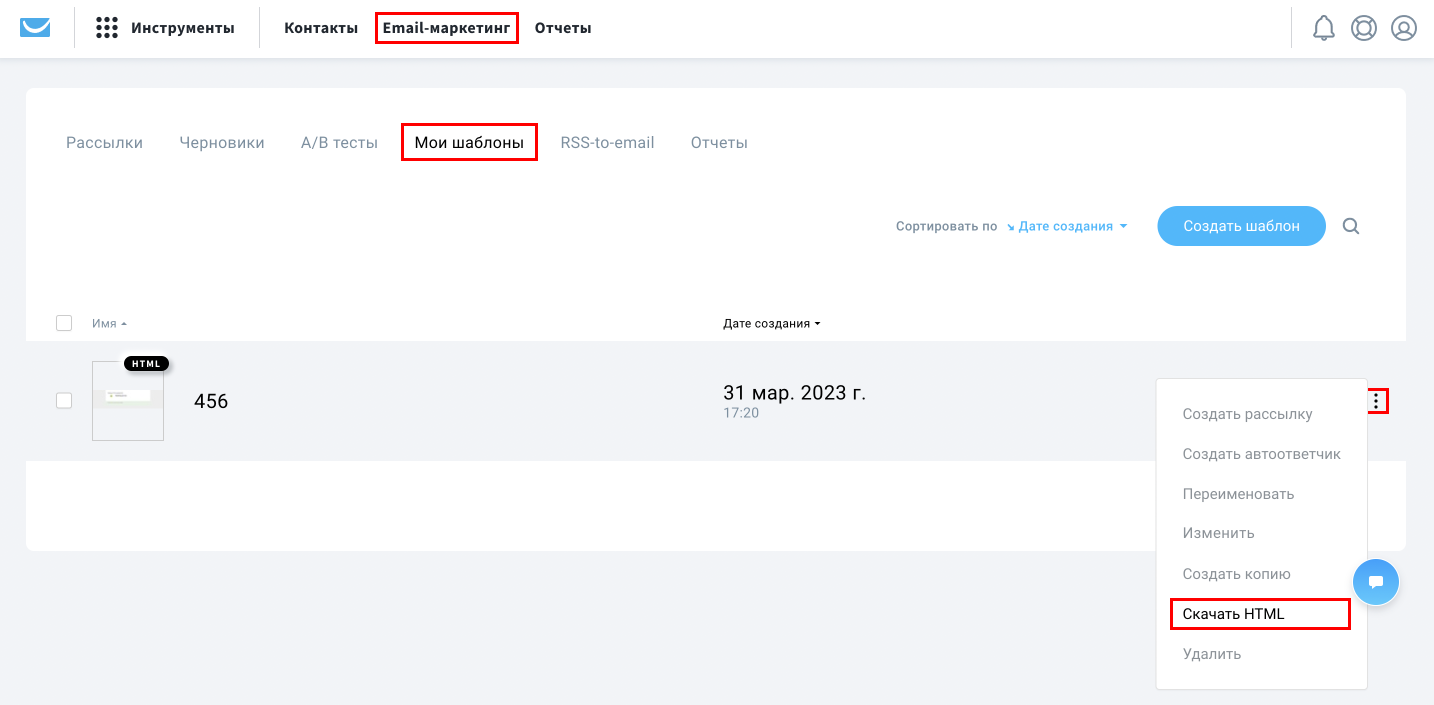 Инструменты Контакты Email-маркетинг Отчеты
Рассылки Черновики A/B тесты Мои шаблоны RSS-to-email Отчеты
Сортировать по Дате создания Создать шаблон
Имя Дате создания
HTML
456 31 мар. 2023 г.
17:20
Создать рассылку
Создать автоответчик
Переименовать
Изменить
Создать копию
Скачать HTML
Удалить